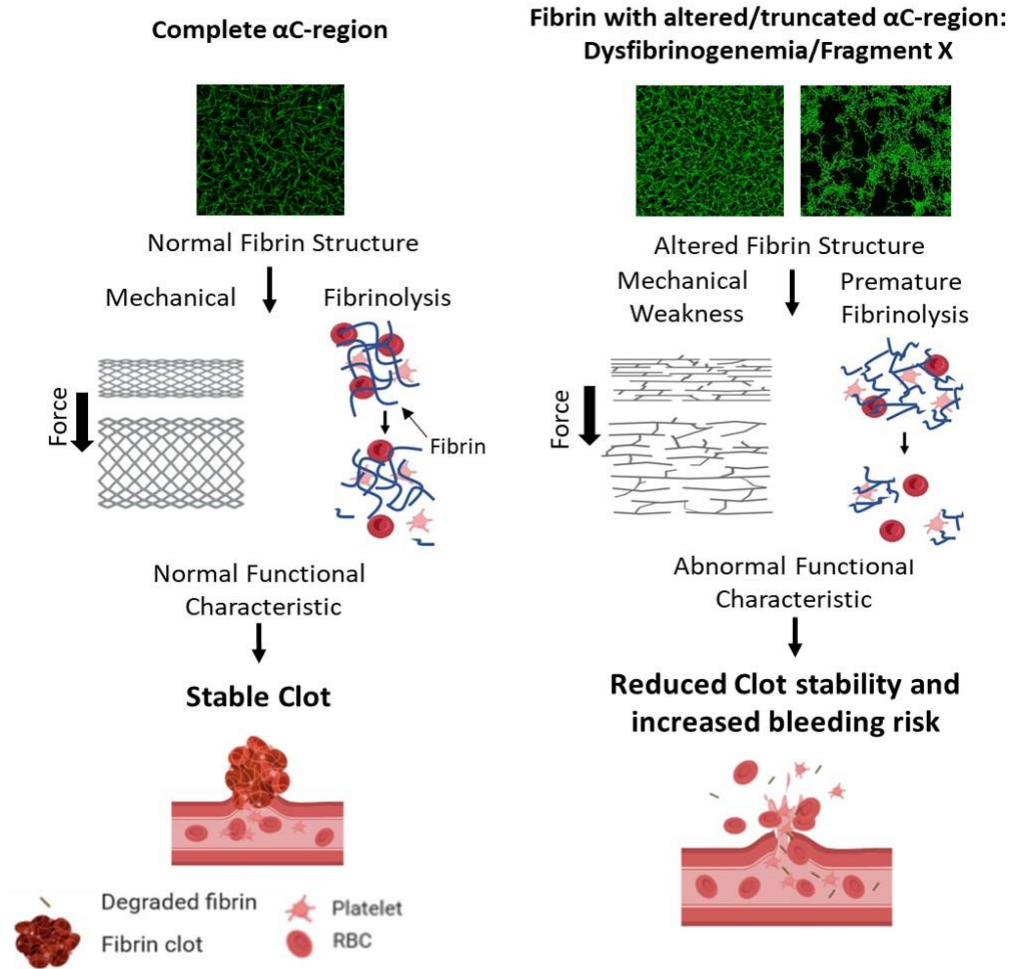 Complete αC-region
Normal Fibrin Structure
Mechanical
Fibrinolysis
Force
Fibrin
Normal Functional
Characteristic
Stable Clot
Degraded fibrin
Fibrin clot
Platelet
RBC
Fibrin with altered/truncated αC-region:
Dysfibrinogenemia/Fragment X
Altered Fibrin Structure
Mechanical
Weakness
Premature
Fibrinolysis
Force
Abnormal Functional
Characteristic
Reduced Clot stability and
increased bleeding risk